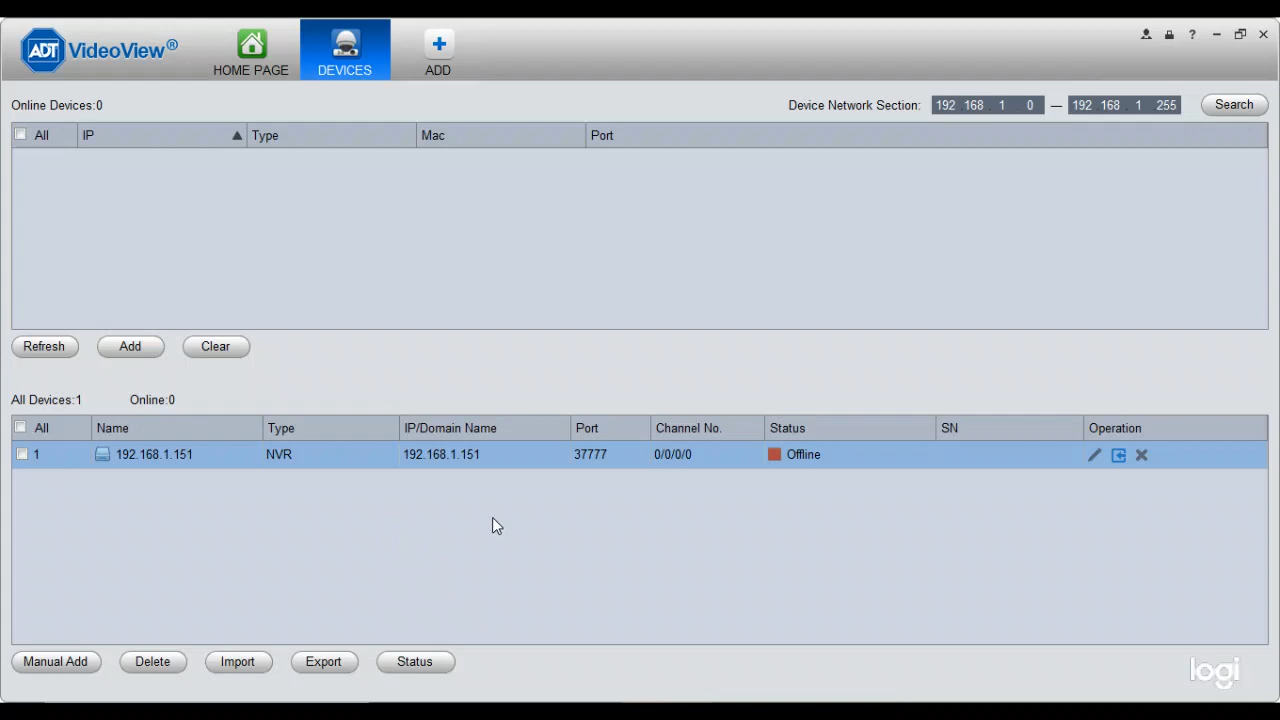 ADT VideoView®
HOME PAGE
DEVICES
ADD
?
Online Devices:0
Device Network Section: 192 .168 . 1 . 0 — 192 .168 . 1 .255 Search
All IP Type Mac Port
Refresh Add Clear
All Devices:1 Online:0
All Name Type IP/Domain Name Port Channel No. Status SN Operation
1 192.168.1.151 NVR 192.168.1.151 37777 0/0/0/0 Offline
Manual Add Delete Import Export Status
logi